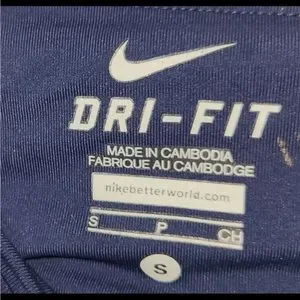 DRI-FIT
MADE IN CAMBODIA
FABRIQUE AU CAMBODGE
nikebetterworld.com
S P CH
S